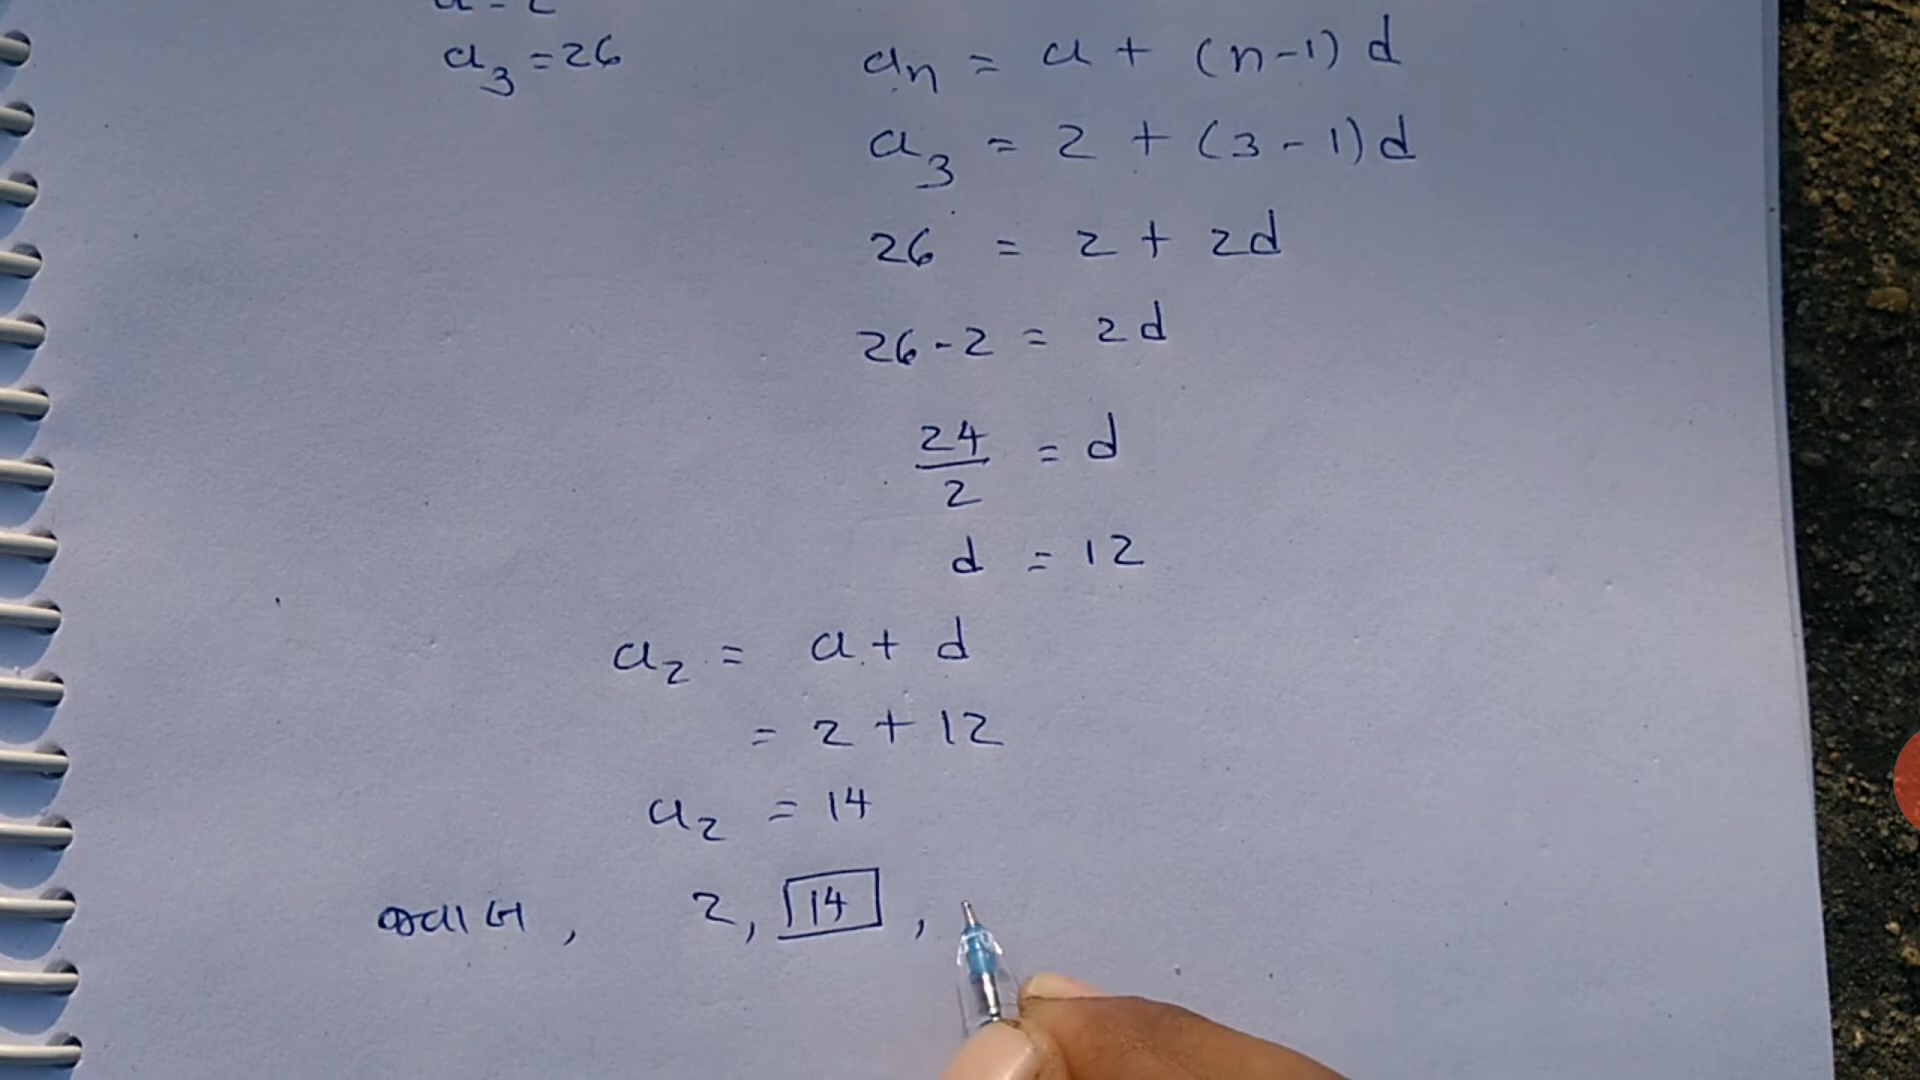 a₃ = 26
aₙ = a + (n-1) d
a₃ = 2 + (3-1) d
26 = 2 + 2d
26 - 2 = 2d
24/2 = d
d = 12
a₂ = a + d
= 2 + 12
a₂ = 14
, 2, 14 ,